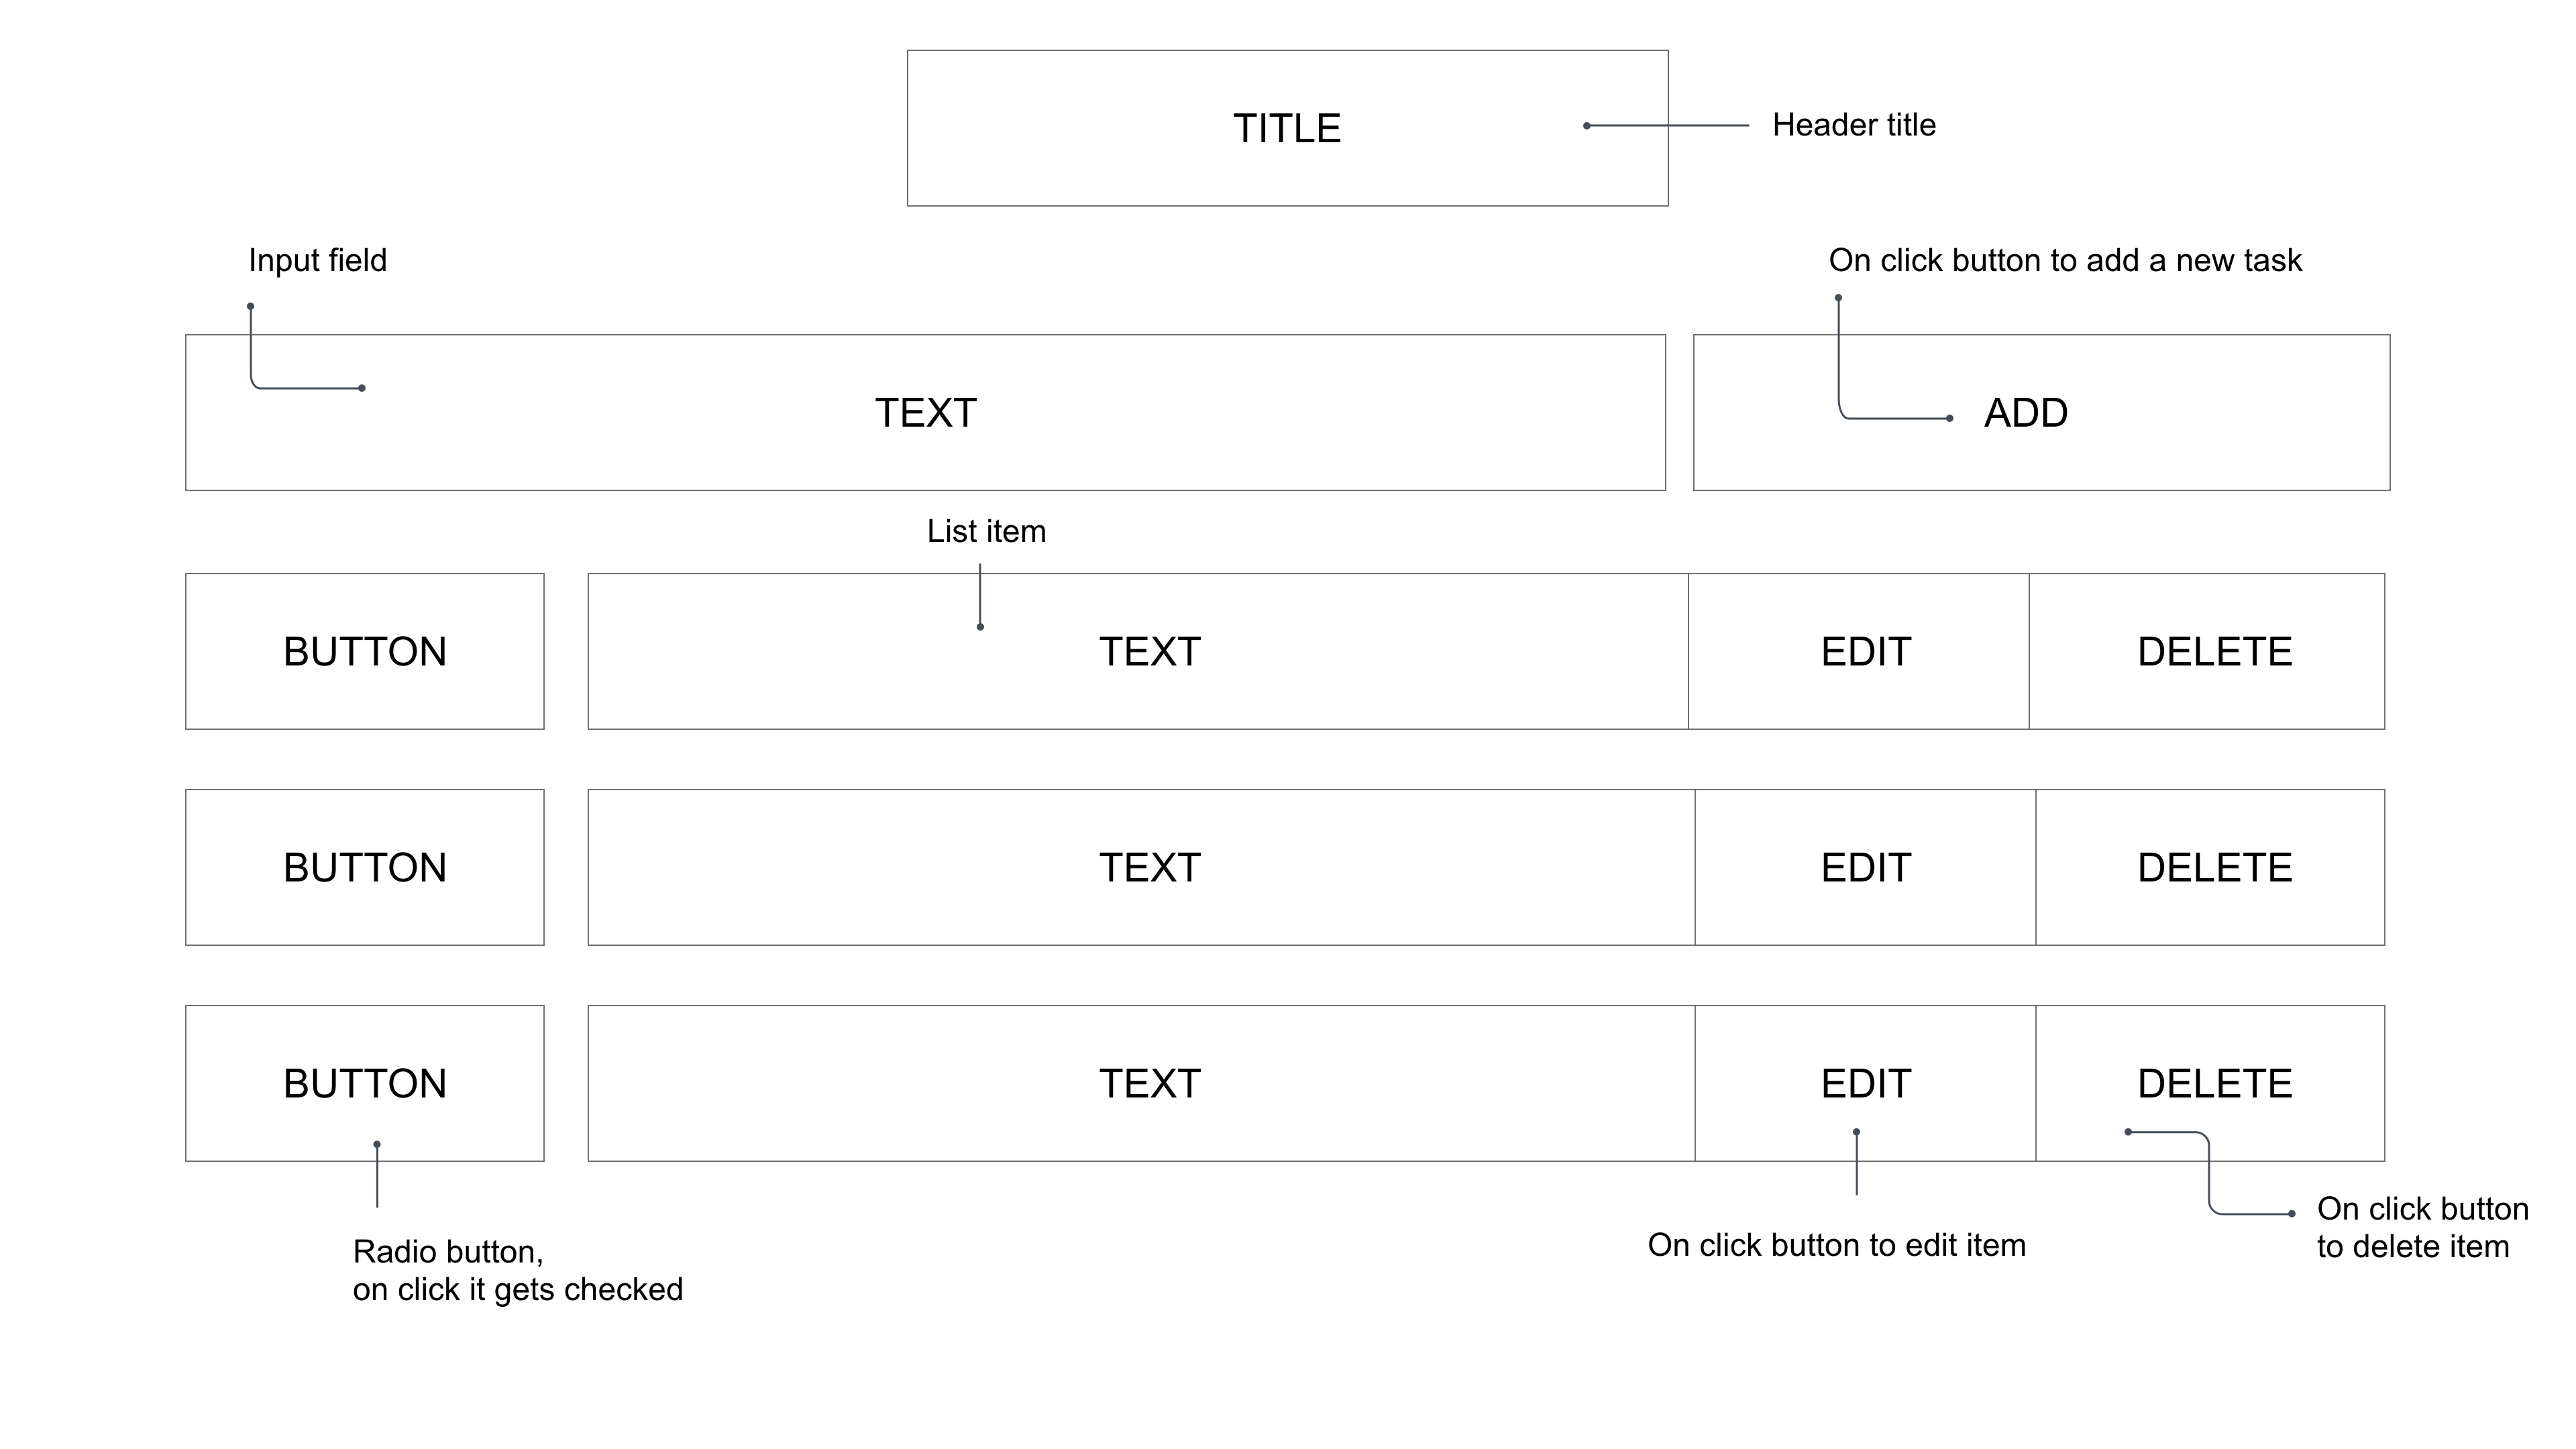 TITLE
Header title
Input field
On click button to add a new task
TEXT
ADD
List item
BUTTON
TEXT
EDIT
DELETE
BUTTON
TEXT
EDIT
DELETE
BUTTON
TEXT
EDIT
DELETE
Radio button,
on click it gets checked
On click button to edit item
On click button
to delete item